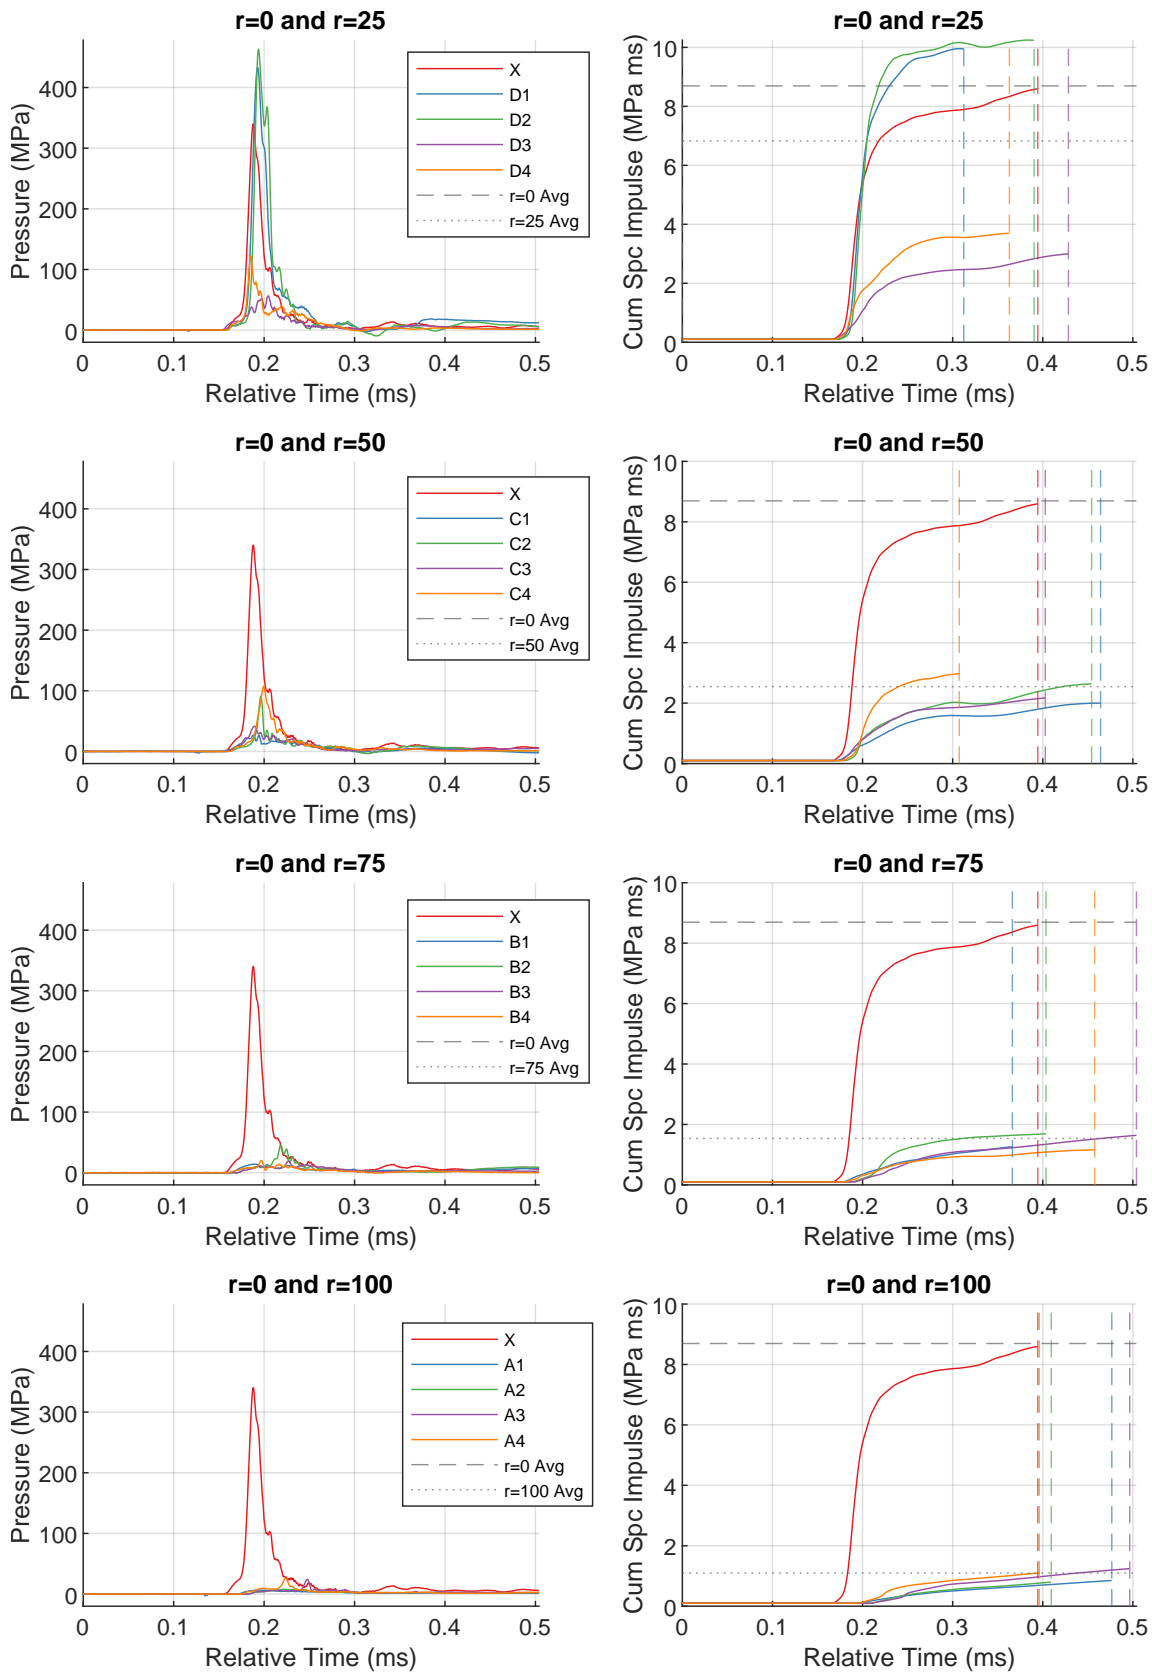 r=0 and r=25
Pressure (MPa)
400
300
200
100
0
0
0.1
0.2
0.3
0.4
0.5
Relative Time (ms)
X
D1
D2
D3
D4
r=0 Avg
r=25 Avg
r=0 and r=25
Cum Spc Impulse (MPa ms)
10
8
6
4
2
0
0
0.1
0.2
0.3
0.4
0.5
Relative Time (ms)
r=0 and r=50
Pressure (MPa)
400
300
200
100
0
0
0.1
0.2
0.3
0.4
0.5
Relative Time (ms)
X
C1
C2
C3
C4
r=0 Avg
r=50 Avg
r=0 and r=50
Cum Spc Impulse (MPa ms)
10
8
6
4
2
0
0
0.1
0.2
0.3
0.4
0.5
Relative Time (ms)
r=0 and r=75
Pressure (MPa)
400
300
200
100
0
0
0.1
0.2
0.3
0.4
0.5
Relative Time (ms)
X
B1
B2
B3
B4
r=0 Avg
r=75 Avg
r=0 and r=75
Cum Spc Impulse (MPa ms)
10
8
6
4
2
0
0
0.1
0.2
0.3
0.4
0.5
Relative Time (ms)
r=0 and r=100
Pressure (MPa)
400
300
200
100
0
0
0.1
0.2
0.3
0.4
0.5
Relative Time (ms)
X
A1
A2
A3
A4
r=0 Avg
r=100 Avg
r=0 and r=100
Cum Spc Impulse (MPa ms)
10
8
6
4
2
0
0
0.1
0.2
0.3
0.4
0.5
Relative Time (ms)